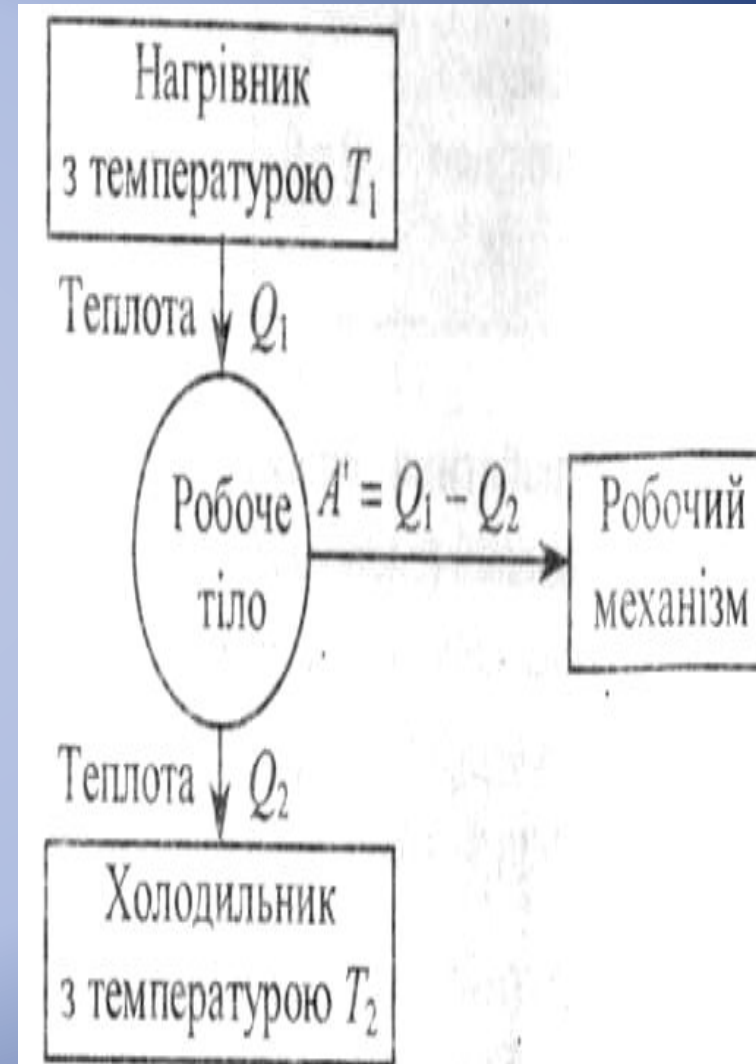 Нагрівник
з температурою T₁
Теплота Q₁
Робоче
тіло
A' = Q₁ – Q₂
Робочий
механізм
Теплота Q₂
Холодильник
з температурою T₂